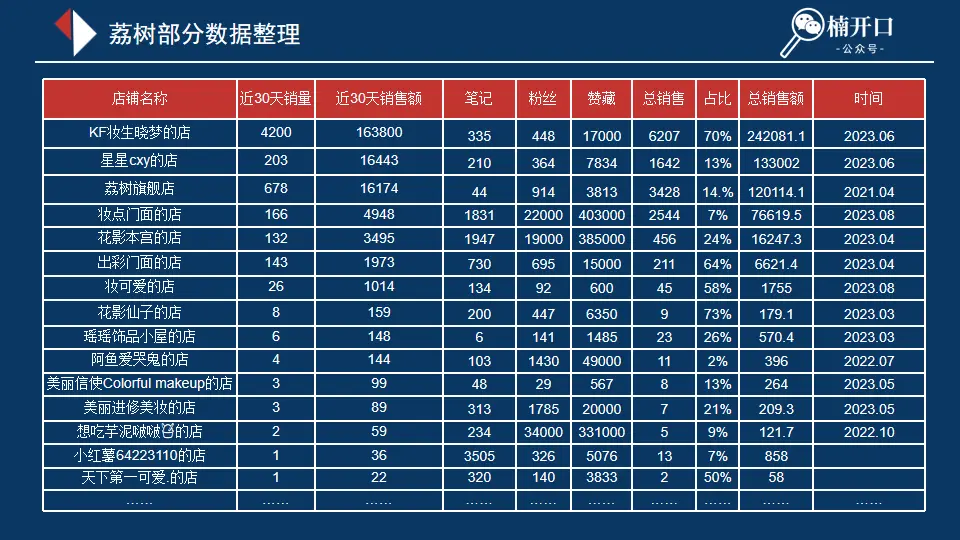 荔树部分数据整理
楠开口
-公众号-
店铺名称 近30天销量 近30天销售额 笔记 粉丝 赞藏 总销售 占比 总销售额 时间
KF妆生晓梦的店 4200 163800 335 448 17000 6207 70% 242081.1 2023.06
星星cxy的店 203 16443 210 364 7834 1642 13% 133002 2023.06
荔树旗舰店 678 16174 44 914 3813 3428 14.% 120114.1 2021.04
妆点门面的店 166 4948 1831 22000 403000 2544 7% 76619.5 2023.08
花影本宫的店 132 3495 1947 19000 385000 456 24% 16247.3 2023.04
出彩门面的店 143 1973 730 695 15000 211 64% 6621.4 2023.04
妆可爱的店 26 1014 134 92 600 45 58% 1755 2023.08
花影仙子的店 8 159 200 447 6350 9 73% 179.1 2023.03
瑶瑶饰品小屋的店 6 148 6 141 1485 23 26% 570.4 2023.03
阿鱼爱哭鬼的店 4 144 103 1430 49000 11 2% 396 2022.07
美丽信使Colorful makeup的店 3 99 48 29 567 8 13% 264 2023.05
美丽进修美妆的店 3 89 313 1785 20000 7 21% 209.3 2023.05
想吃芋泥啵啵的店 2 59 234 34000 331000 5 9% 121.7 2022.10
小红薯64223110的店 1 36 3505 326 5076 13 7% 858
天下第一可爱.的店 1 22 320 140 3833 2 50% 58
…… …… …… …… …… …… …… …… …… ……